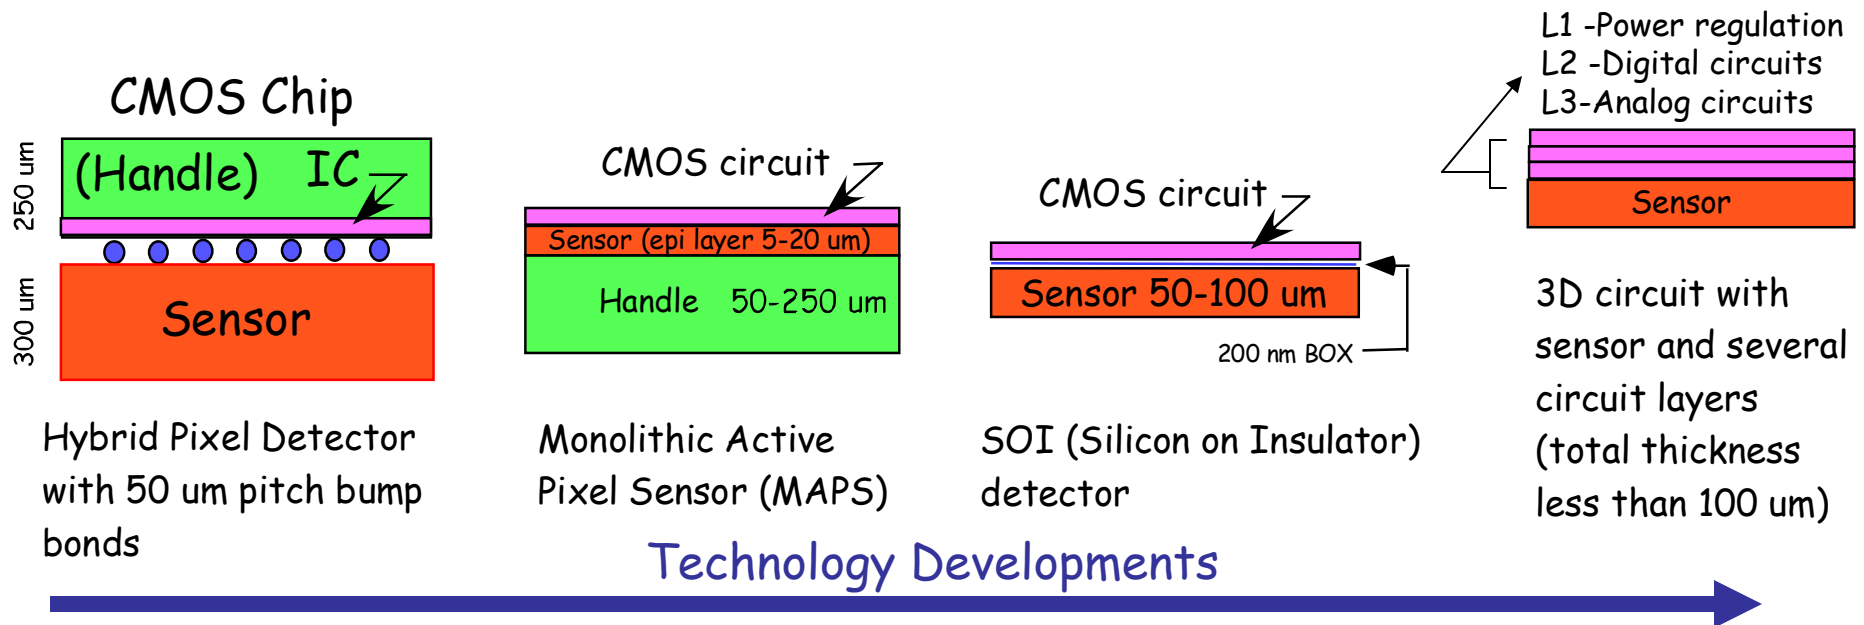 CMOS Chip
(Handle) IC
250 um
300 um
Sensor
Hybrid Pixel Detector
with 50 um pitch bump
bonds
CMOS circuit
Sensor (epi layer 5-20 um)
Handle 50-250 um
Monolithic Active
Pixel Sensor (MAPS)
CMOS circuit
Sensor 50-100 um
200 nm BOX
SOI (Silicon on Insulator)
detector
L1 -Power regulation
L2 -Digital circuits
L3-Analog circuits
Sensor
3D circuit with
sensor and several
circuit layers
(total thickness
less than 100 um)
Technology Developments